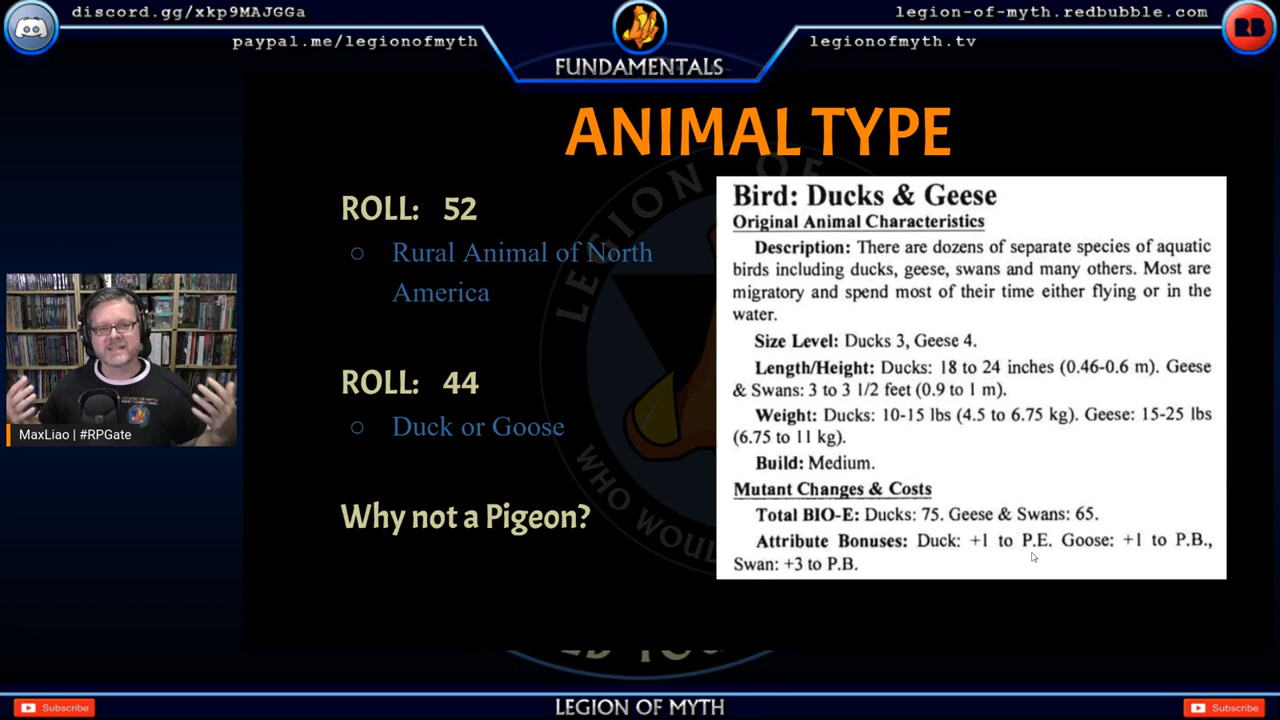 discord.gg/xkp9MAJGGa
legion-of-myth.redbubble.com
paypal.me/legionofmyth
legionofmyth.tv
RB
FUNDAMENTALS
ANIMAL TYPE
ROLL: 52
○ Rural Animal of North
America
ROLL: 44
○ Duck or Goose
Why not a Pigeon?
Bird: Ducks & Geese
Original Animal Characteristics
Description: There are dozens of separate species of aquatic
birds including ducks, geese, swans and many others. Most are
migratory and spend most of their time either flying or in the
water.
Size Level: Ducks 3, Geese 4.
Length/Height: Ducks: 18 to 24 inches (0.46-0.6 m). Geese
& Swans: 3 to 3 1/2 feet (0.9 to 1 m).
Weight: Ducks: 10-15 lbs (4.5 to 6.75 kg). Geese: 15-25 lbs
(6.75 to 11 kg).
Build: Medium.
Mutant Changes & Costs
Total BIO-E: Ducks: 75. Geese & Swans: 65.
Attribute Bonuses: Duck: +1 to P.E. Goose: +1 to P.B.,
Swan: +3 to P.B.
LEGION OF
WHO WOUL
MaxLiao | #RPGate
Subscribe
LEGION OF MYTH
Subscribe